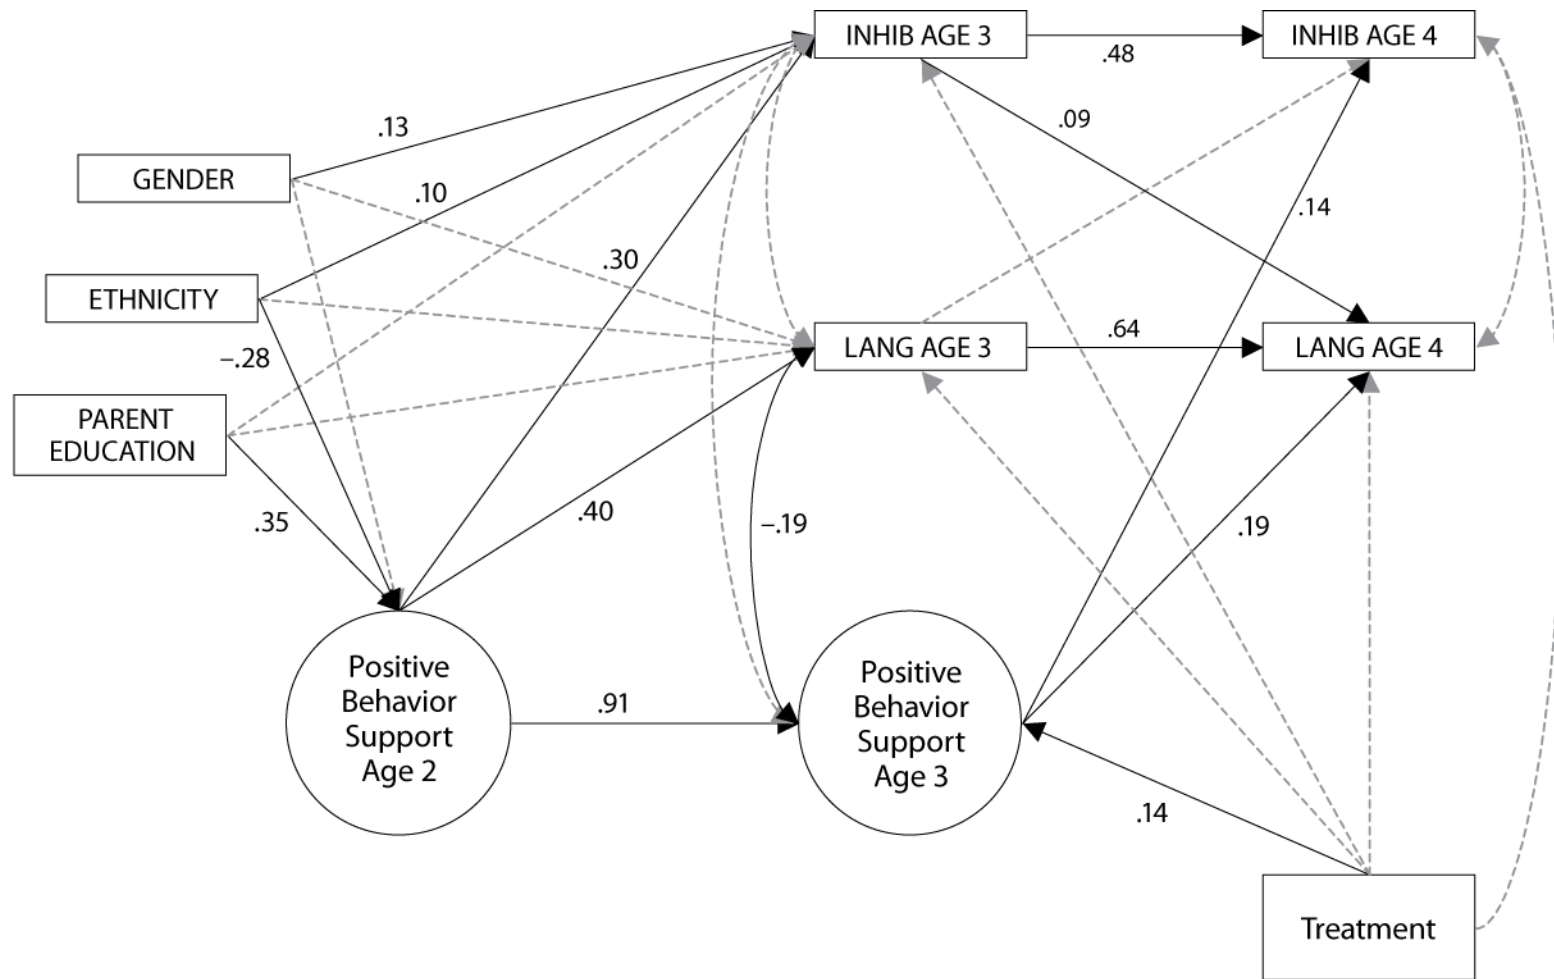 INHIB AGE 3
INHIB AGE 4
.48
.09
.13
GENDER
.10
.14
.30
ETHNICITY
LANG AGE 3
.64
LANG AGE 4
–.28
PARENT
EDUCATION
.35
.40
–.19
.19
Positive
Behavior
Support
Age 2
.91
Positive
Behavior
Support
Age 3
.14
Treatment